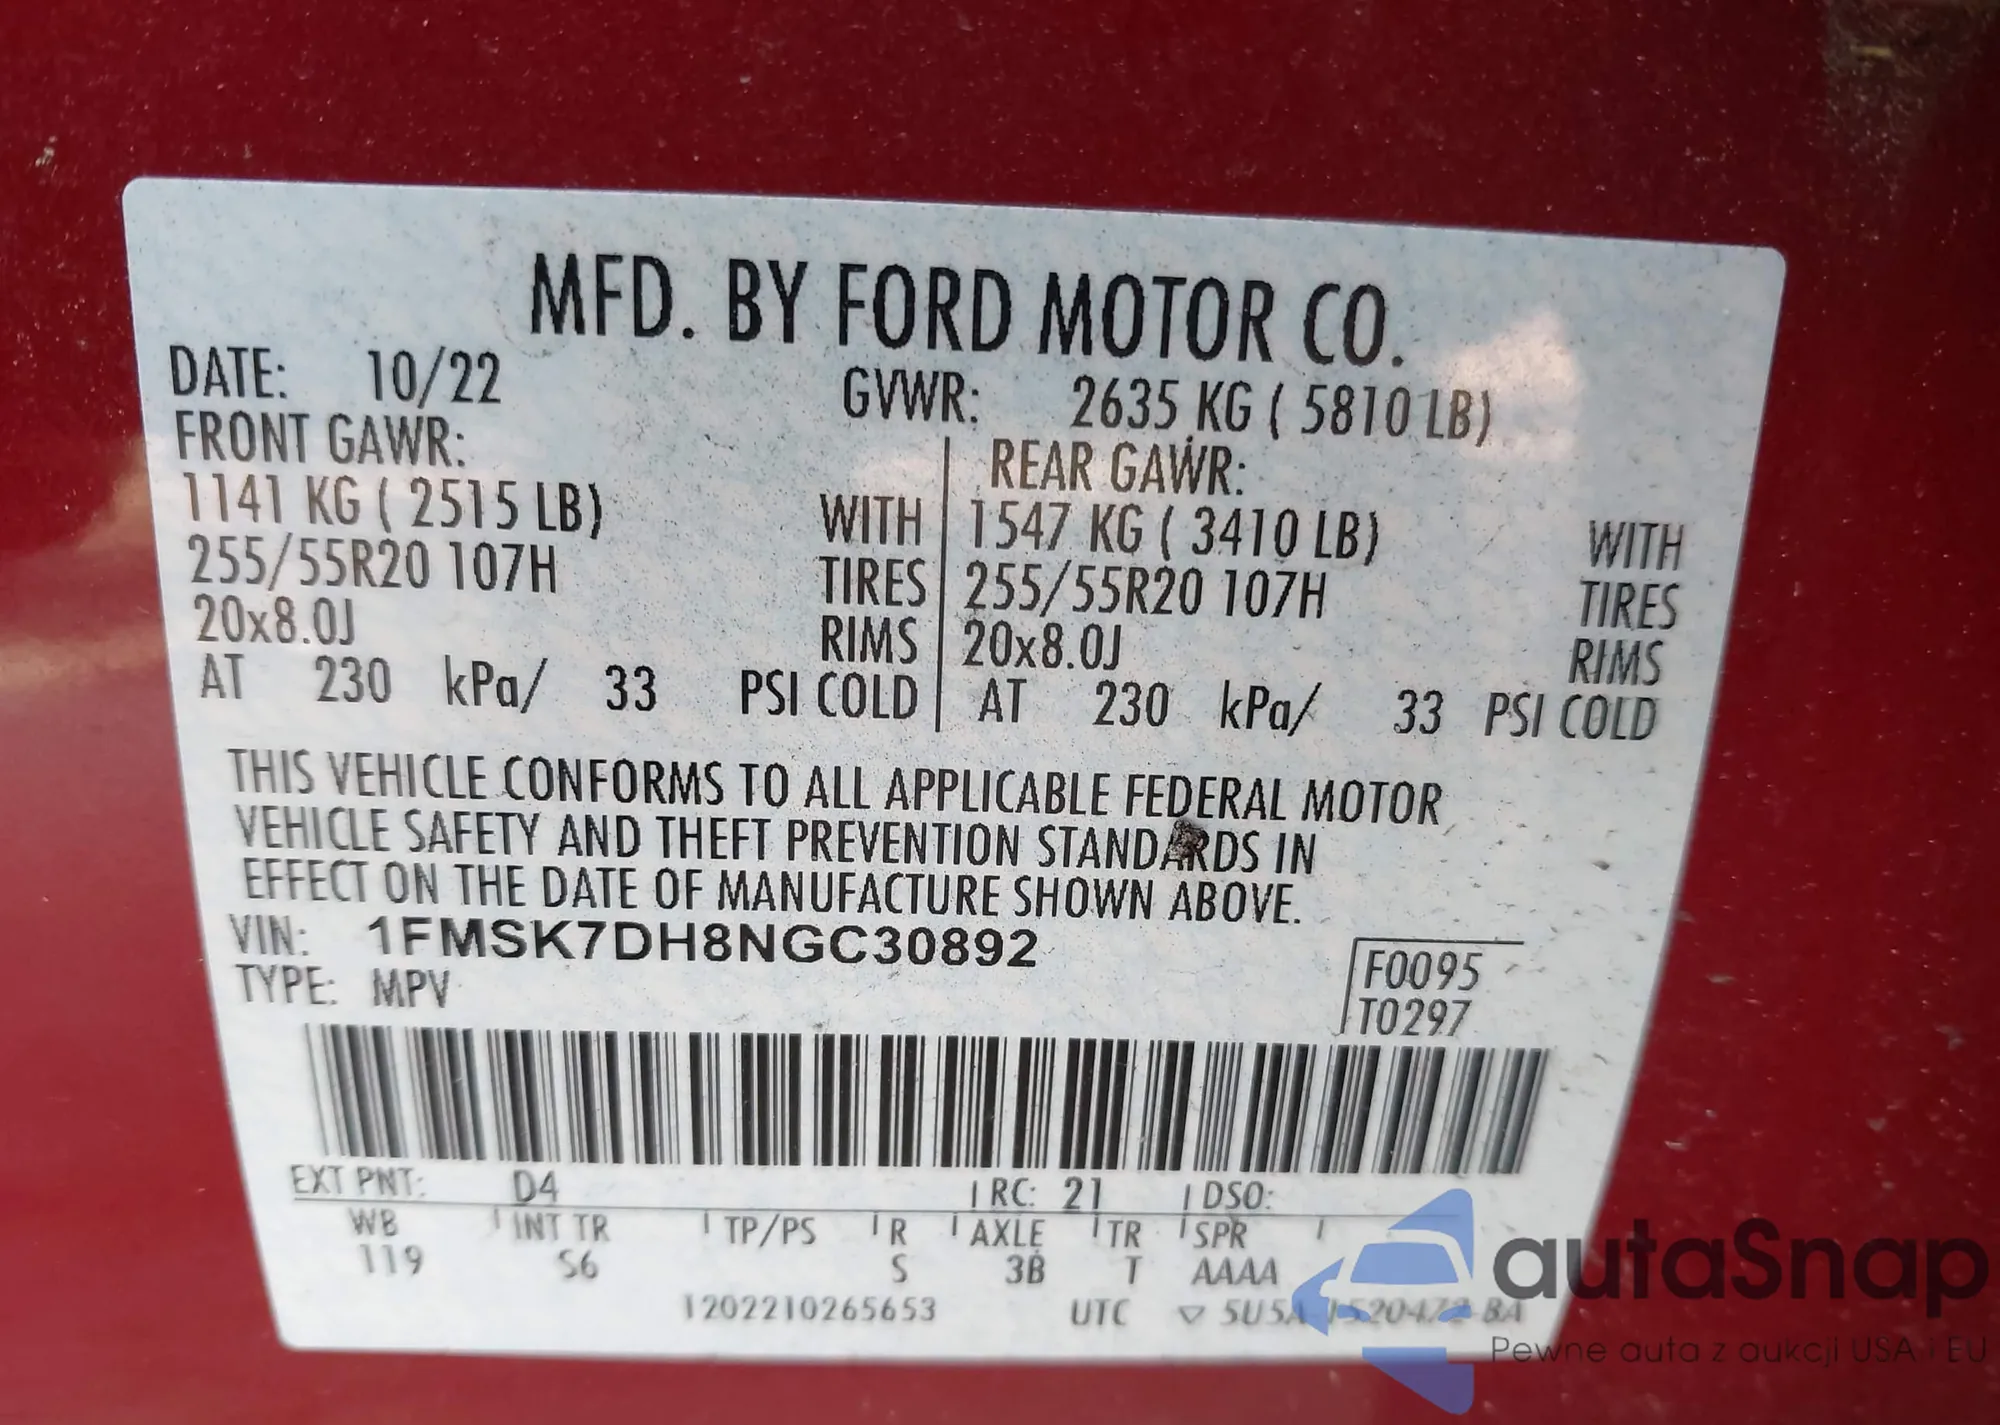 MFD. BY FORD MOTOR CO.
DATE: 10/22 GVWR: 2635 KG ( 5810 LB)
FRONT GAWR: REAR GAWR:
1141 KG ( 2515 LB) WITH 1547 KG ( 3410 LB) WITH
255/55R20 107H TIRES 255/55R20 107H TIRES
20x8.0J RIMS 20x8.0J RIMS
AT 230 kPa/ 33 PSI COLD AT 230 kPa/ 33 PSI COLD
THIS VEHICLE CONFORMS TO ALL APPLICABLE FEDERAL MOTOR
VEHICLE SAFETY AND THEFT PREVENTION STANDARDS IN
EFFECT ON THE DATE OF MANUFACTURE SHOWN ABOVE.
VIN: 1FMSK7DH8NGC30892
TYPE: MPV
F0095
T0297
EXT PNT: D4 RC: 21 DSO:
WB INT TR TP/PS R AXLE TR SPR
119 S6 S 3B T AAAA
1202210265653 UTC
autaSnap
Pewne auta z aukcji USA i EU